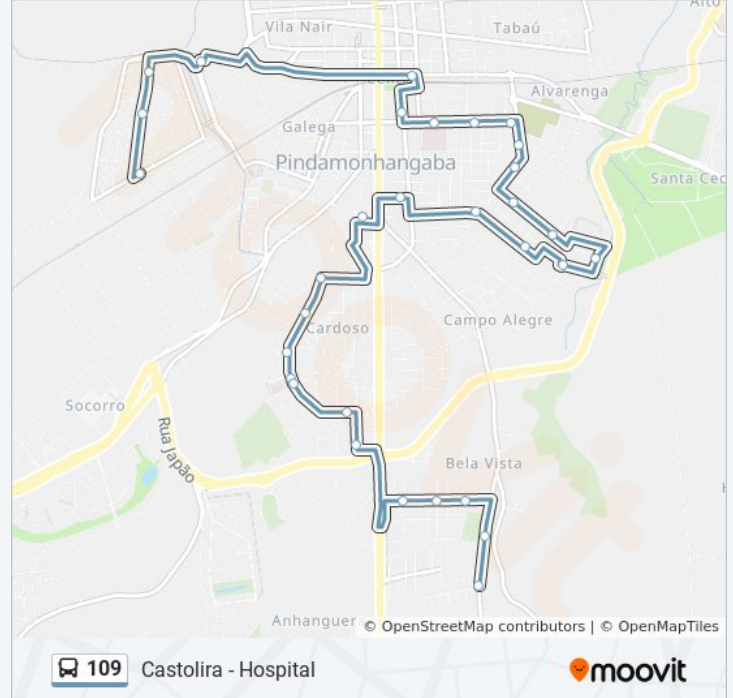 Alto
Vila Nair
Tabaú
Alvarenga
Galega
Pindamonhangaba
Santa Cec
Cardoso
Campo Alegre
Socorro
Rua Japão
Bela Vista
Anhanguer
© OpenStreetMap contributors | © OpenMapTiles
109 Castolira - Hospital
moovit